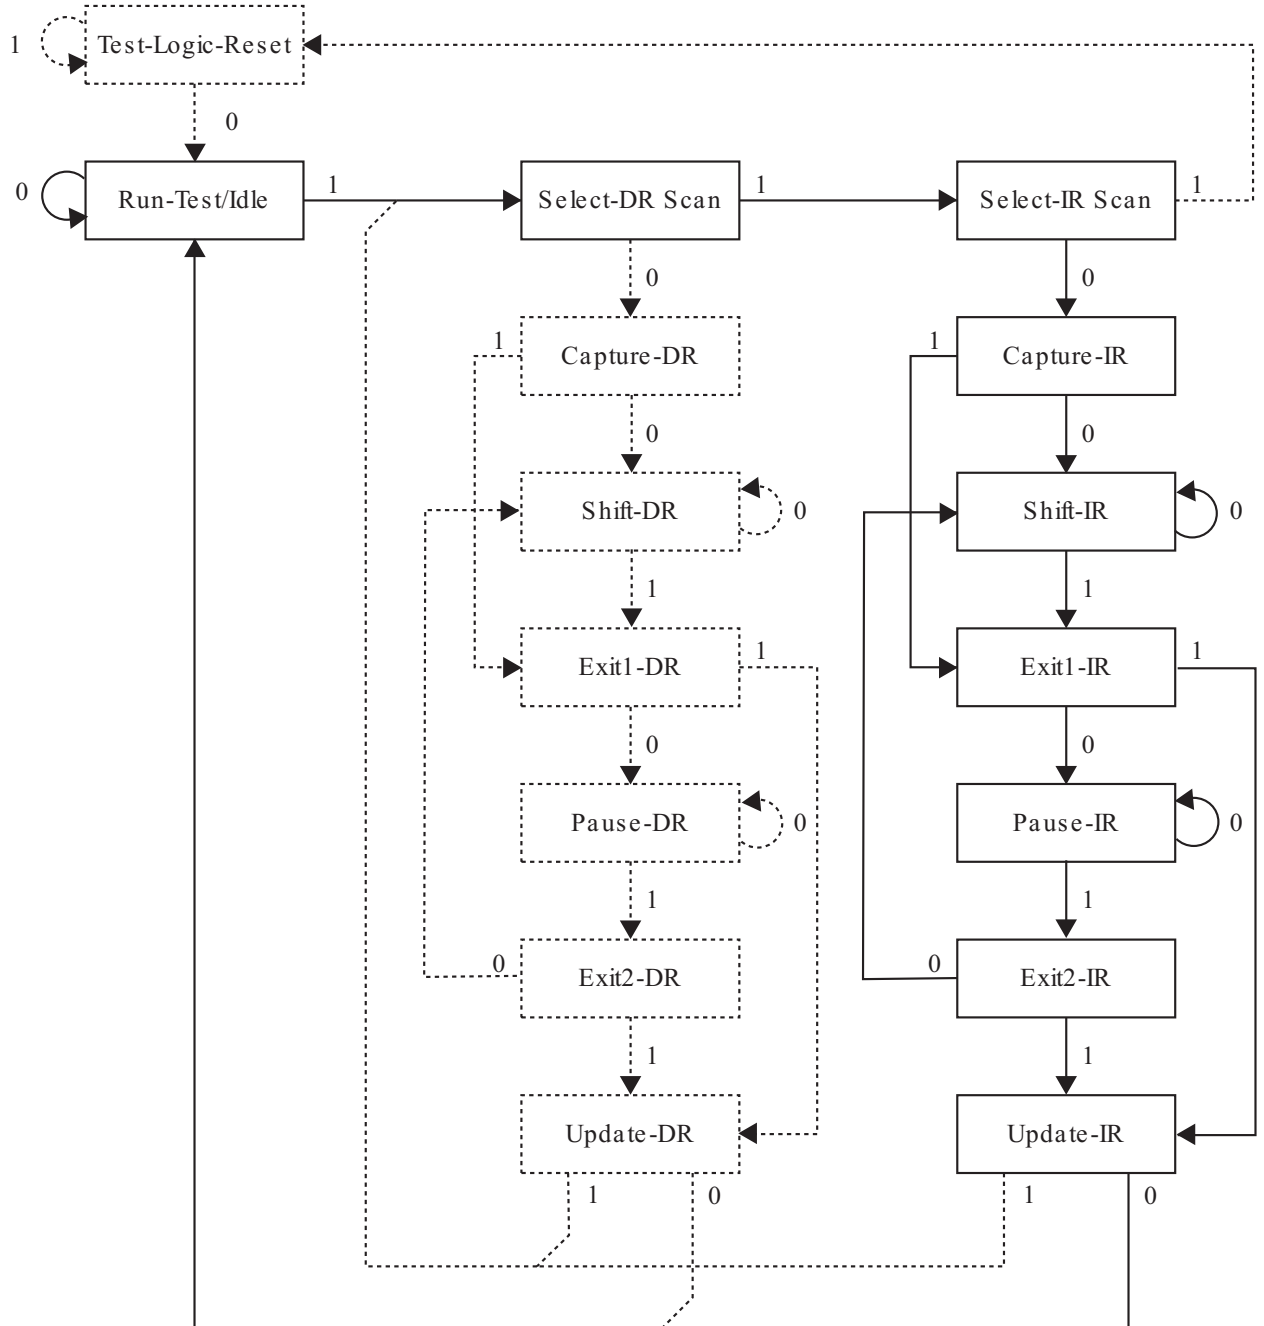 1
Test-Logic-Reset
0
0
Run-Test/Idle
1
Select-DR Scan
1
Select-IR Scan
1
0
0
1
Capture-DR
1
Capture-IR
0
0
Shift-DR
0
Shift-IR
0
1
1
Exit1-DR
1
Exit1-IR
1
0
0
Pause-DR
0
Pause-IR
0
1
1
0
Exit2-DR
0
Exit2-IR
1
1
Update-DR
Update-IR
1
0
1
0